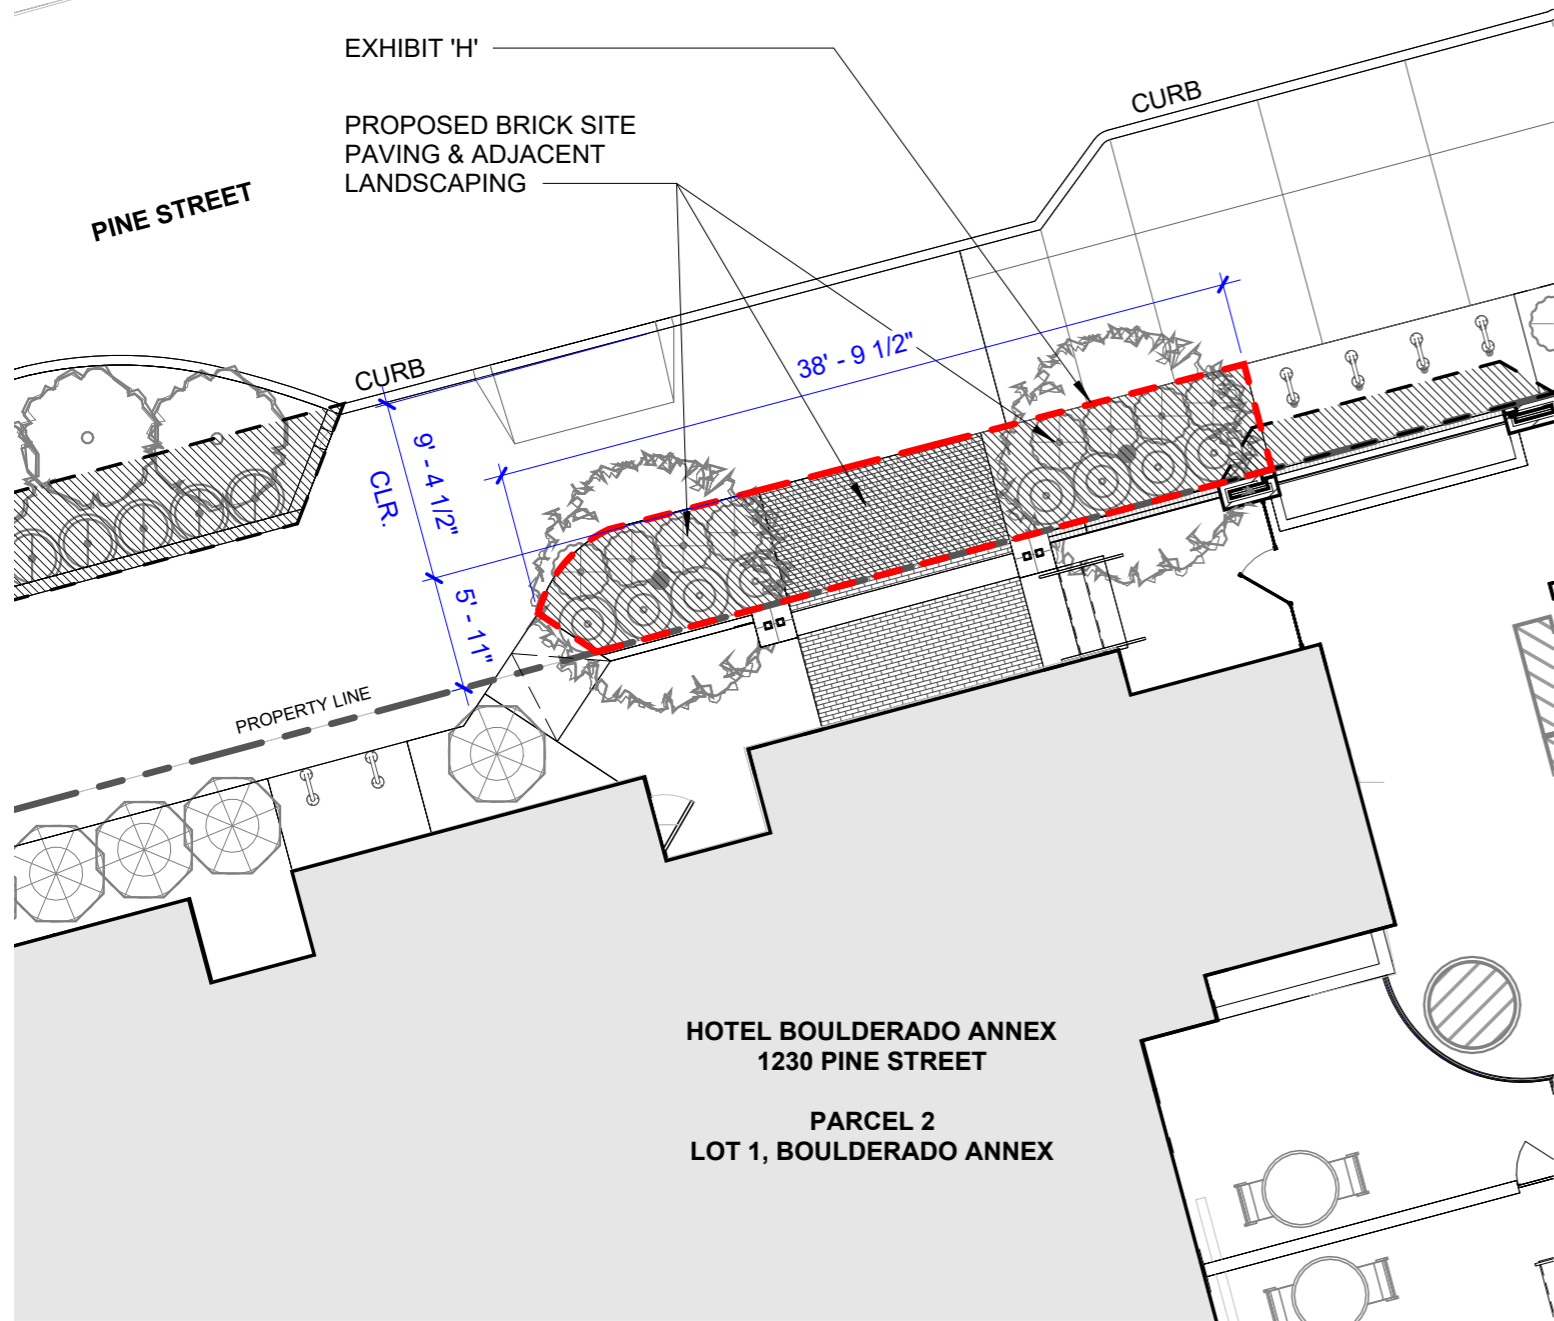 EXHIBIT 'H'
PROPOSED BRICK SITE
PAVING & ADJACENT
LANDSCAPING
PINE STREET
CURB
CURB
38' - 9 1/2"
9' - 4 1/2"
CLR.
5' - 11"
PROPERTY LINE
HOTEL BOULDERADO ANNEX
1230 PINE STREET
PARCEL 2
LOT 1, BOULDERADO ANNEX